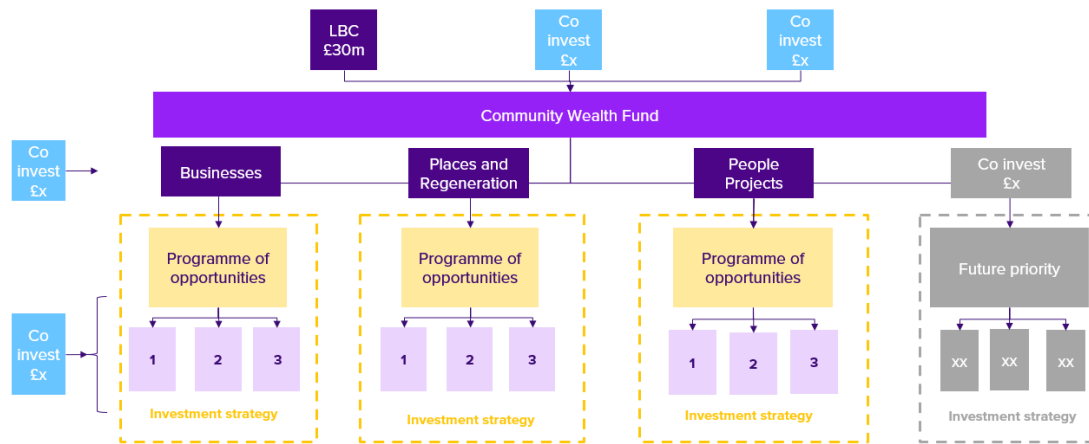 LBC
£30m
Co
invest
£x
Co
invest
£x
Community Wealth Fund
Co
invest
£x
Businesses
Places and
Regeneration
People
Projects
Co invest
£x
Programme of
opportunities
Programme of
opportunities
Programme of
opportunities
Future priority
Co
invest
£x
1
2
3
1
2
3
1
2
3
xx
xx
xx
Investment strategy
Investment strategy
Investment strategy
Investment strategy